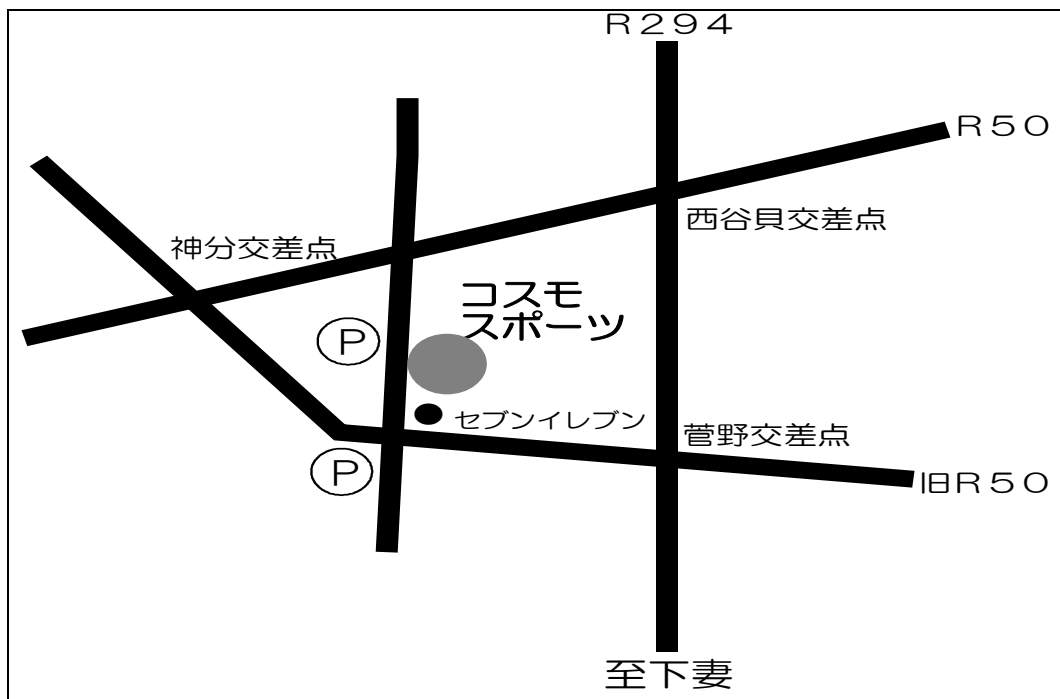 R294
R50
西谷貝交差点
神分交差点
コスモ
スポーツ
P
セブンイレブン
菅野交差点
P
旧R50
至下妻